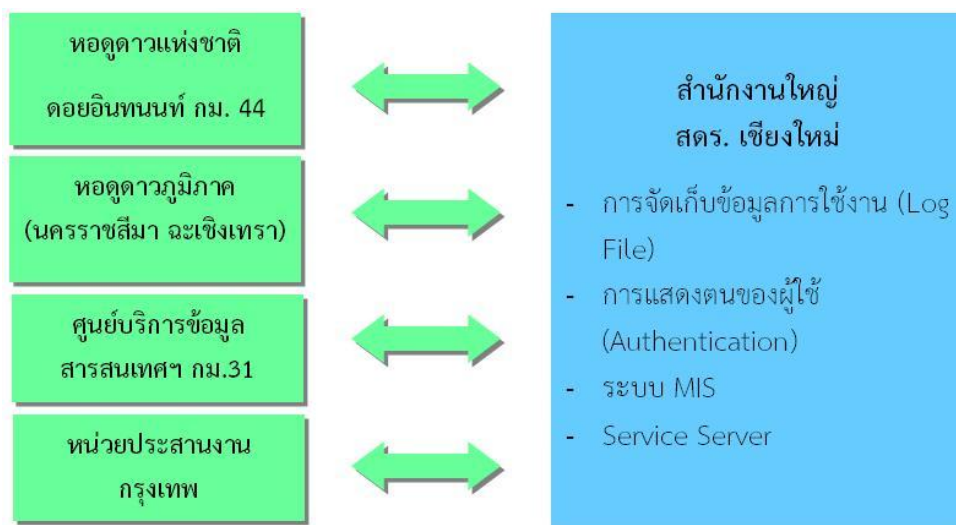 หอดูดาวแห่งชาติ
ดอยอินทนนท์ กม. 44
หอดูดาวภูมิภาค
(นครราชสีมา ฉะเชิงเทรา)
ศูนย์บริการข้อมูล
สารสนเทศฯ กม.31
หน่วยประสานงาน
กรุงเทพ
สำนักงานใหญ่
สดร. เชียงใหม่
- การจัดเก็บข้อมูลการใช้งาน (Log
File)
- การแสดงตนของผู้ใช้
(Authentication)
- ระบบ MIS
- Service Server